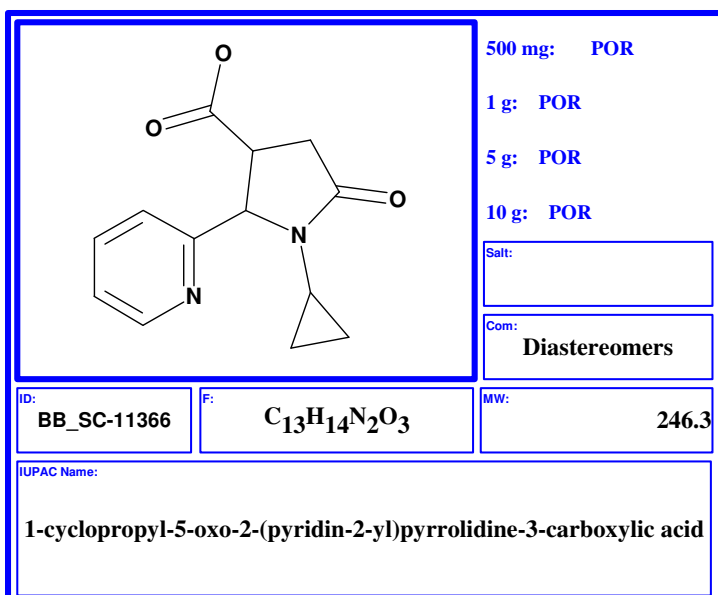 O
O
O
N
N
500 mg: POR
1 g: POR
5 g: POR
10 g: POR
Salt:
Com:
Diastereomers
ID:
BB_SC-11366
F:
C13H14N2O3
MW:
246.3
IUPAC Name:
1-cyclopropyl-5-oxo-2-(pyridin-2-yl)pyrrolidine-3-carboxylic acid